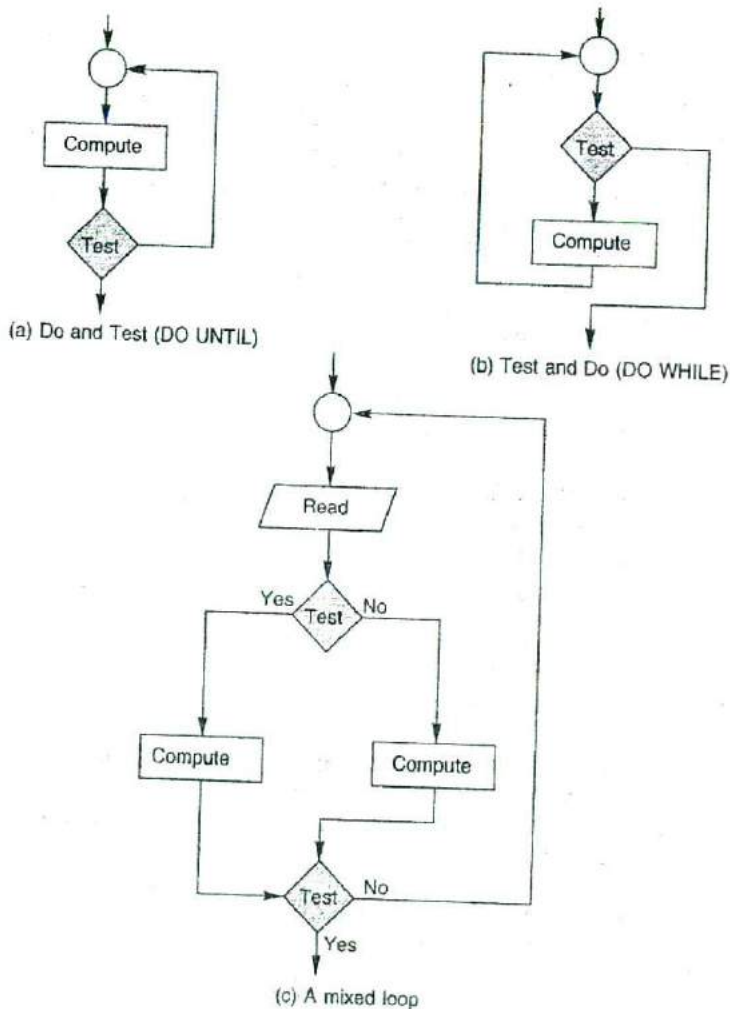 Compute
Test
(a) Do and Test (DO UNTIL)
Test
Compute
(b) Test and Do (DO WHILE)
Read
Yes
Test
No
Compute
Compute
Test
No
Yes
(c) A mixed loop